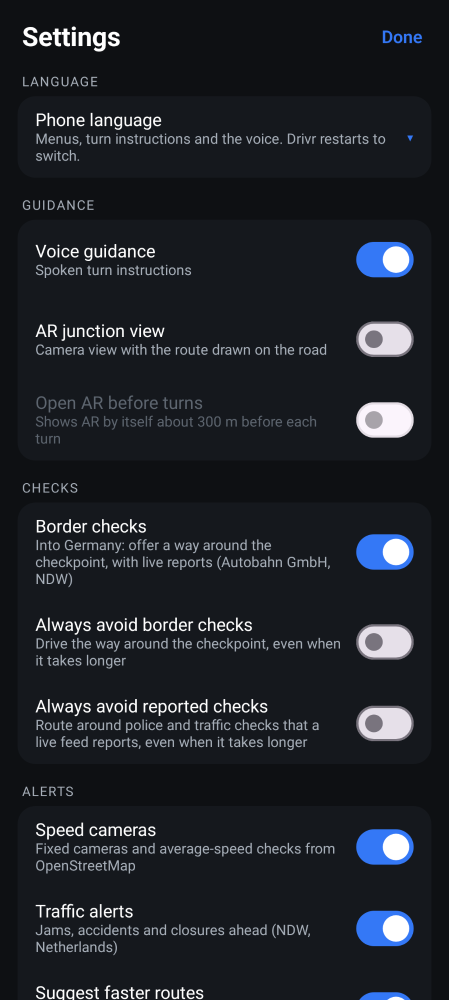 Settings
Done
LANGUAGE
Phone language
Menus, turn instructions and the voice. Drivr restarts to
switch.
GUIDANCE
Voice guidance
Spoken turn instructions
AR junction view
Camera view with the route drawn on the road
Open AR before turns
Shows AR by itself about 300 m before each
turn
CHECKS
Border checks
Into Germany: offer a way around the
checkpoint, with live reports (Autobahn GmbH,
NDW)
Always avoid border checks
Drive the way around the checkpoint, even when
it takes longer
Always avoid reported checks
Route around police and traffic checks that a
live feed reports, even when it takes longer
ALERTS
Speed cameras
Fixed cameras and average-speed checks from
OpenStreetMap
Traffic alerts
Jams, accidents and closures ahead (NDW,
Netherlands)
Suggest faster routes